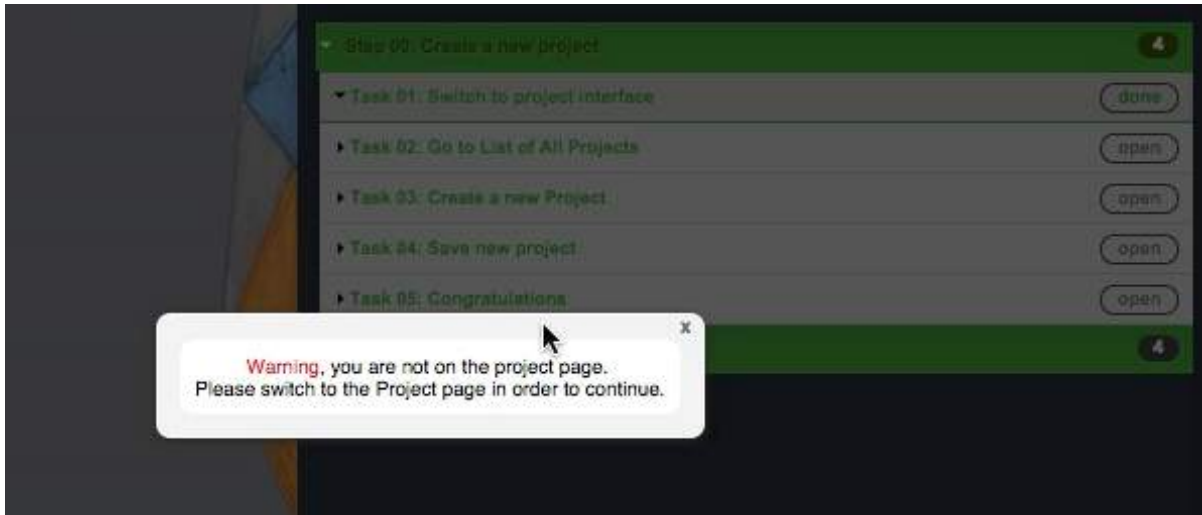 Step 00: Create a new project 4
Task 01: Switch to project interface done
Task 02: Go to List of All Projects open
Task 03: Create a new Project open
Task 04: Save new project open
Task 05: Congratulations open
x
4
Warning, you are not on the project page.
Please switch to the Project page in order to continue.